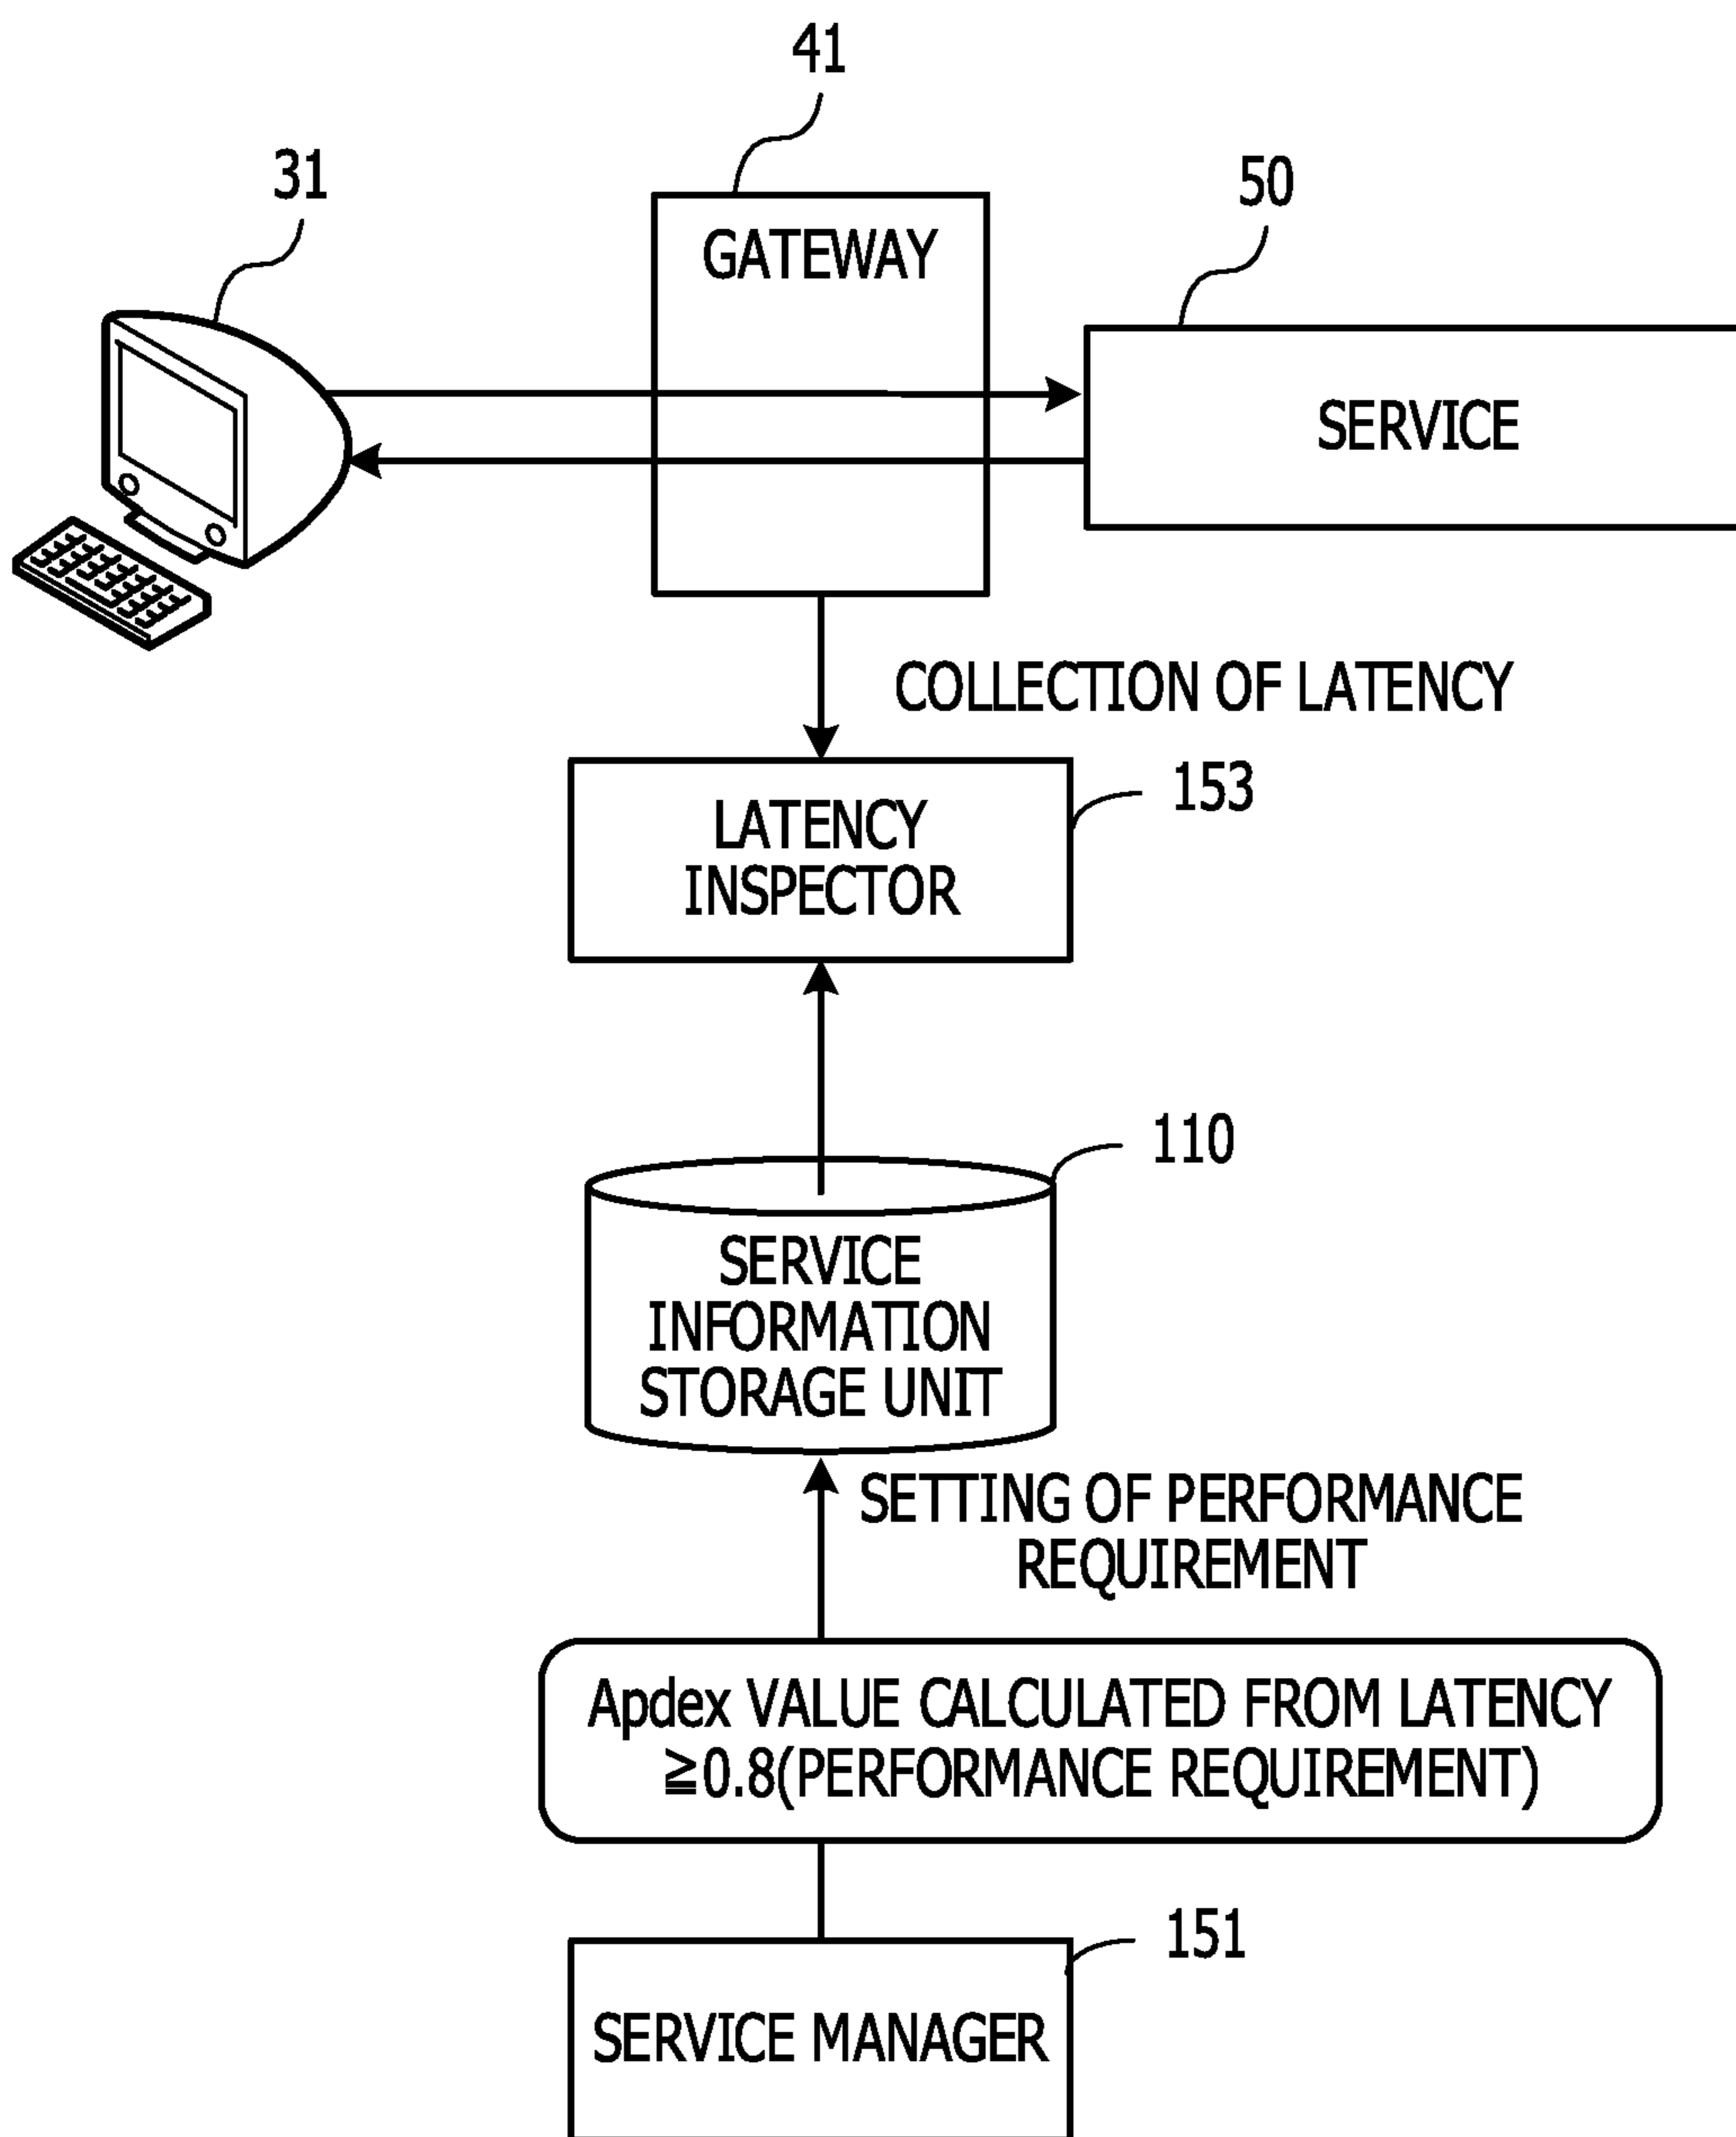 41
31
50
GATEWAY
SERVICE
COLLECTION OF LATENCY
153
LATENCY
INSPECTOR
110
SERVICE
INFORMATION
STORAGE UNIT
SETTING OF PERFORMANCE
REQUIREMENT
Apdex VALUE CALCULATED FROM LATENCY
≧0.8(PERFORMANCE REQUIREMENT)
151
SERVICE MANAGER